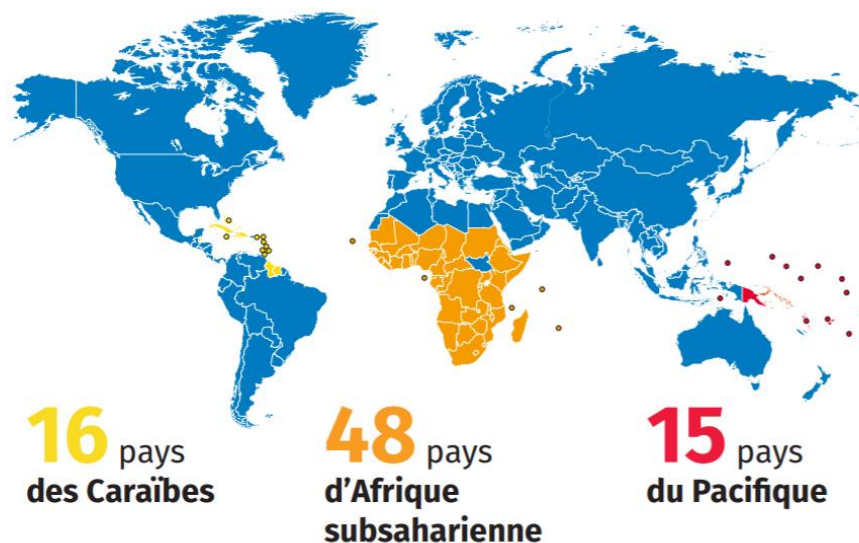 16 pays
des Caraïbes
48 pays
d'Afrique
subsaharienne
15 pays
du Pacifique